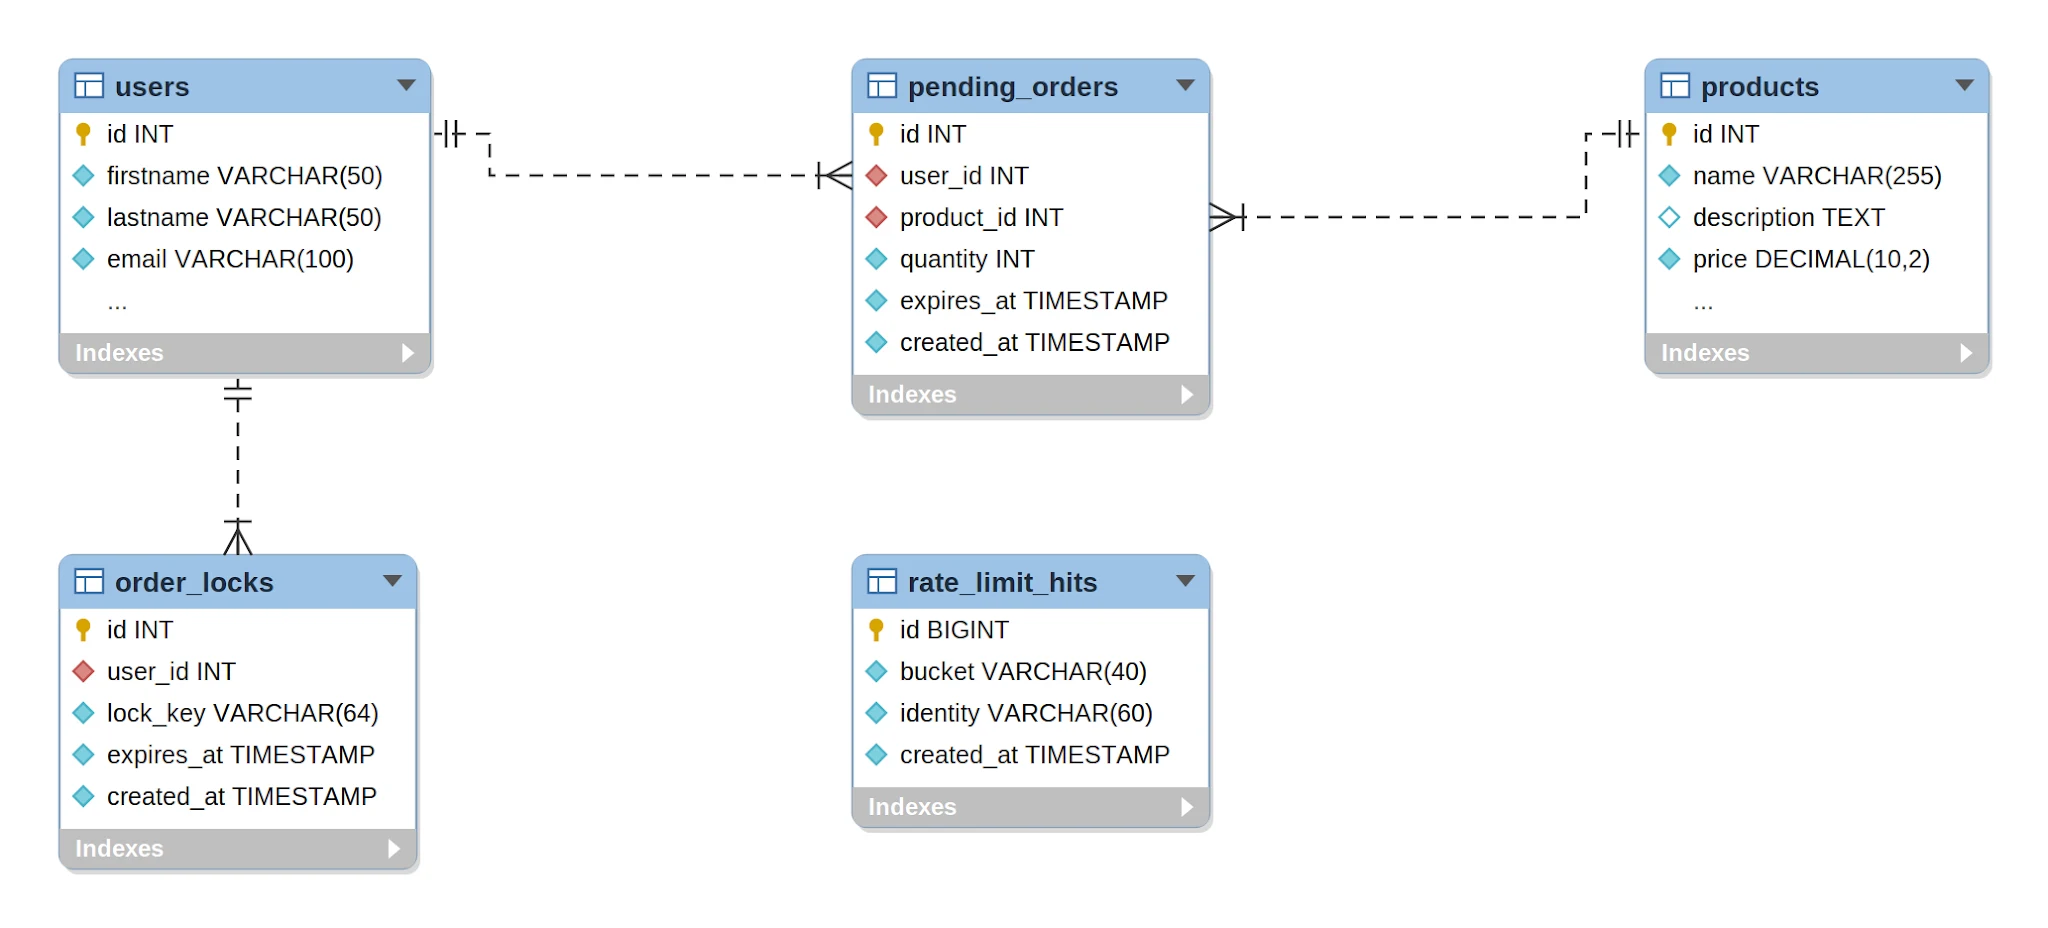 users
id INT
firstname VARCHAR(50)
lastname VARCHAR(50)
email VARCHAR(100)
...
Indexes
pending_orders
id INT
user_id INT
product_id INT
quantity INT
expires_at TIMESTAMP
created_at TIMESTAMP
Indexes
products
id INT
name VARCHAR(255)
description TEXT
price DECIMAL(10,2)
...
Indexes
order_locks
id INT
user_id INT
lock_key VARCHAR(64)
expires_at TIMESTAMP
created_at TIMESTAMP
Indexes
rate_limit_hits
id BIGINT
bucket VARCHAR(40)
identity VARCHAR(60)
created_at TIMESTAMP
Indexes